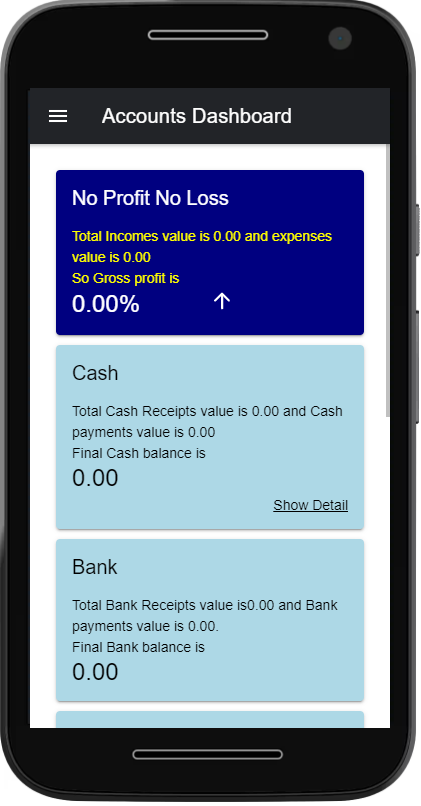 Accounts Dashboard
No Profit No Loss
Total Incomes value is 0.00 and expenses
value is 0.00
So Gross profit is
0.00%
Cash
Total Cash Receipts value is 0.00 and Cash
payments value is 0.00
Final Cash balance is
0.00
Show Detail
Bank
Total Bank Receipts value is0.00 and Bank
payments value is 0.00.
Final Bank balance is
0.00